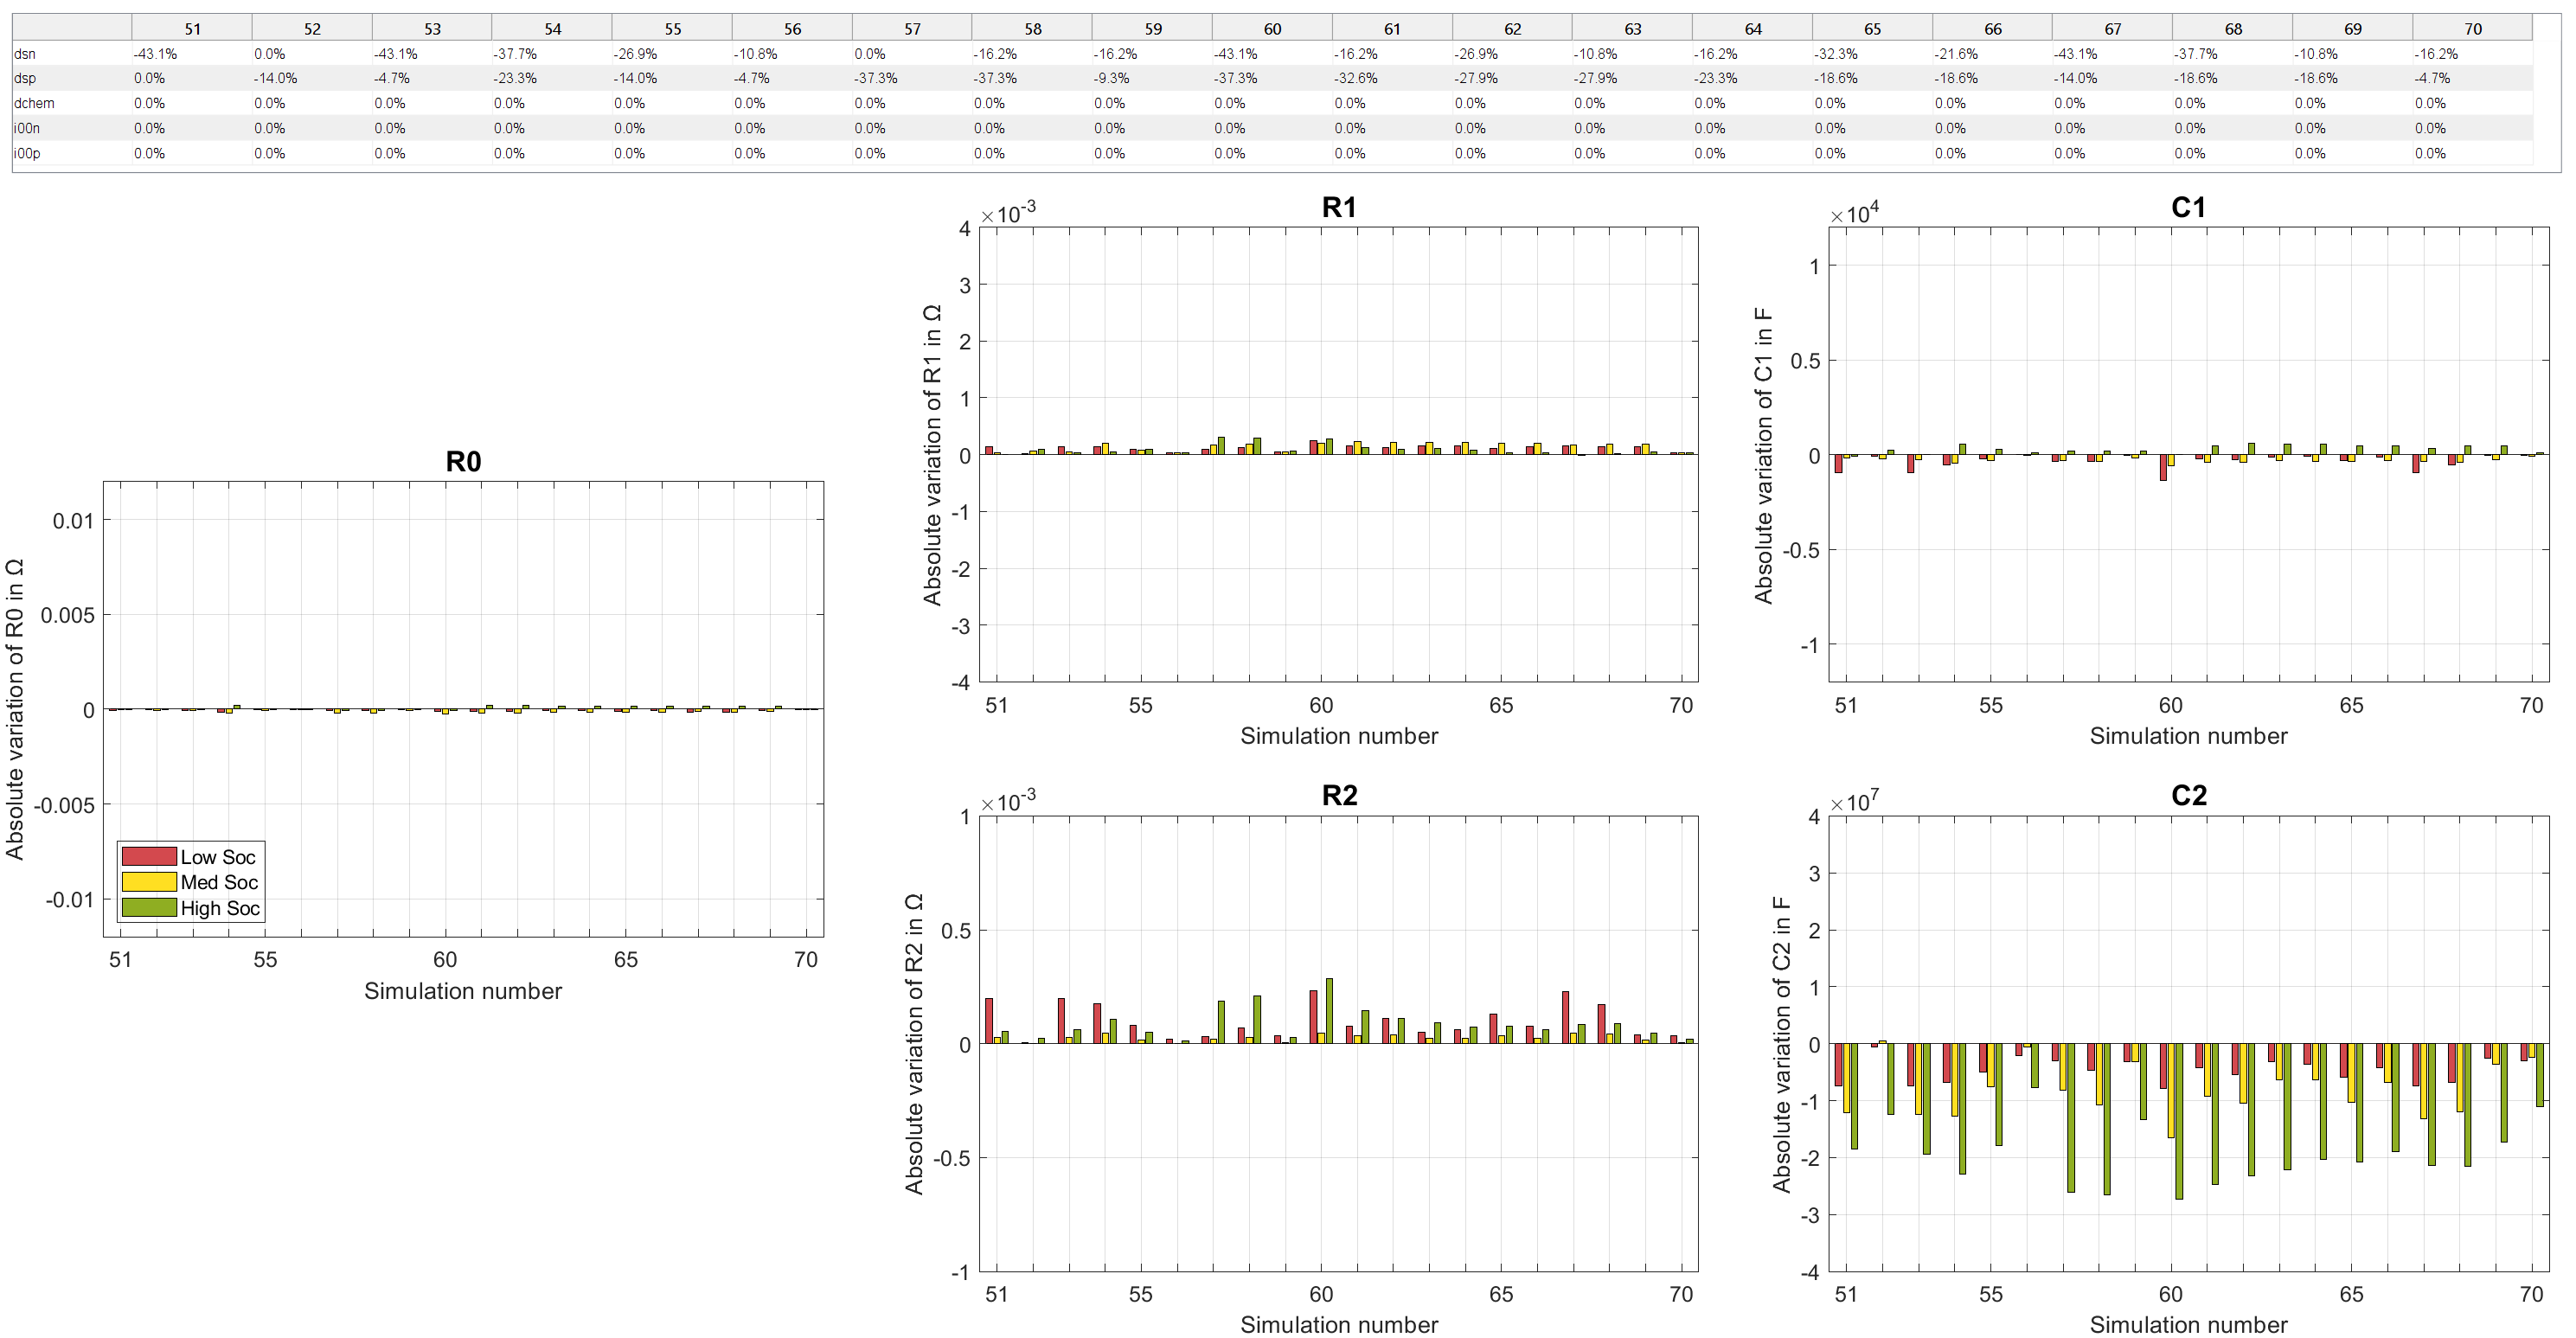 51 52 53 54 55 56 57 58 59 60 61 62 63 64 65 66 67 68 69 70
dsn -43.1% 0.0% -43.1% -37.7% -26.9% -10.8% 0.0% -16.2% -16.2% -43.1% -16.2% -26.9% -10.8% -16.2% -32.3% -21.6% -43.1% -37.7% -10.8% -16.2%
dsp 0.0% -14.0% -4.7% -23.3% -14.0% -4.7% -37.3% -37.3% -9.3% -37.3% -32.6% -27.9% -27.9% -23.3% -18.6% -18.6% -14.0% -18.6% -18.6% -4.7%
dchem 0.0% 0.0% 0.0% 0.0% 0.0% 0.0% 0.0% 0.0% 0.0% 0.0% 0.0% 0.0% 0.0% 0.0% 0.0% 0.0% 0.0% 0.0% 0.0% 0.0%
i00n 0.0% 0.0% 0.0% 0.0% 0.0% 0.0% 0.0% 0.0% 0.0% 0.0% 0.0% 0.0% 0.0% 0.0% 0.0% 0.0% 0.0% 0.0% 0.0% 0.0%
i00p 0.0% 0.0% 0.0% 0.0% 0.0% 0.0% 0.0% 0.0% 0.0% 0.0% 0.0% 0.0% 0.0% 0.0% 0.0% 0.0% 0.0% 0.0% 0.0% 0.0%
R0
Absolute variation of R0 in Ω
0.01
0.005
0
-0.005
-0.01
Low Soc
Med Soc
High Soc
51 55 60 65 70
Simulation number
R1
×10-3
Absolute variation of R1 in Ω
4
3
2
1
0
-1
-2
-3
-4
51 55 60 65 70
Simulation number
C1
×104
Absolute variation of C1 in F
1
0.5
0
-0.5
-1
51 55 60 65 70
Simulation number
R2
×10-3
Absolute variation of R2 in Ω
1
0.5
0
-0.5
-1
51 55 60 65 70
Simulation number
C2
×107
Absolute variation of C2 in F
4
3
2
1
0
-1
-2
-3
-4
51 55 60 65 70
Simulation number